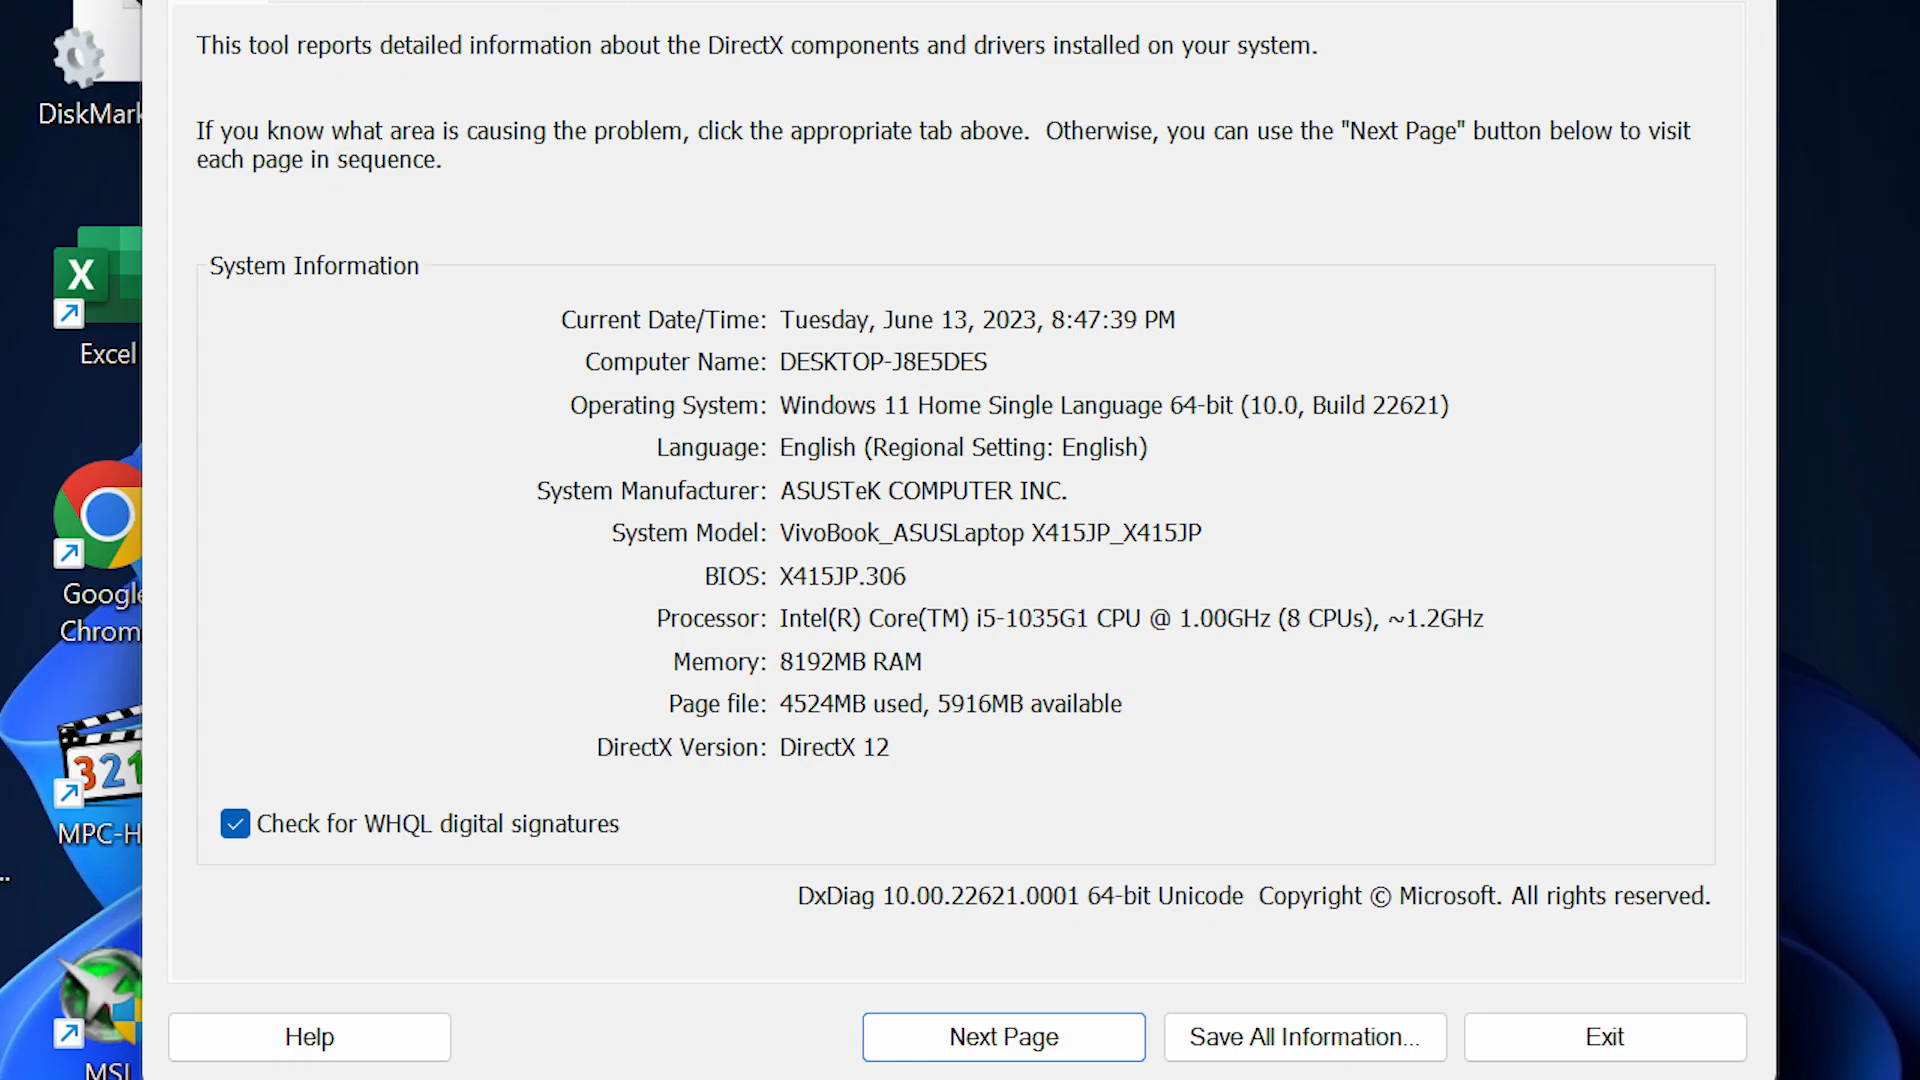 This tool reports detailed information about the DirectX components and drivers installed on your system.
If you know what area is causing the problem, click the appropriate tab above.  Otherwise, you can use the "Next Page" button below to visit
each page in sequence.
System Information
Current Date/Time: Tuesday, June 13, 2023, 8:47:39 PM
Computer Name: DESKTOP-J8E5DES
Operating System: Windows 11 Home Single Language 64-bit (10.0, Build 22621)
Language: English (Regional Setting: English)
System Manufacturer: ASUSTeK COMPUTER INC.
System Model: VivoBook_ASUSLaptop X415JP_X415JP
BIOS: X415JP.306
Processor: Intel(R) Core(TM) i5-1035G1 CPU @ 1.00GHz (8 CPUs), ~1.2GHz
Memory: 8192MB RAM
Page file: 4524MB used, 5916MB available
DirectX Version: DirectX 12
Check for WHQL digital signatures
DxDiag 10.00.22621.0001 64-bit Unicode  Copyright © Microsoft. All rights reserved.
Help
Next Page
Save All Information...
Exit
DiskMark
X
Excel
Google
Chrom
321
MPC-H
...
MSI